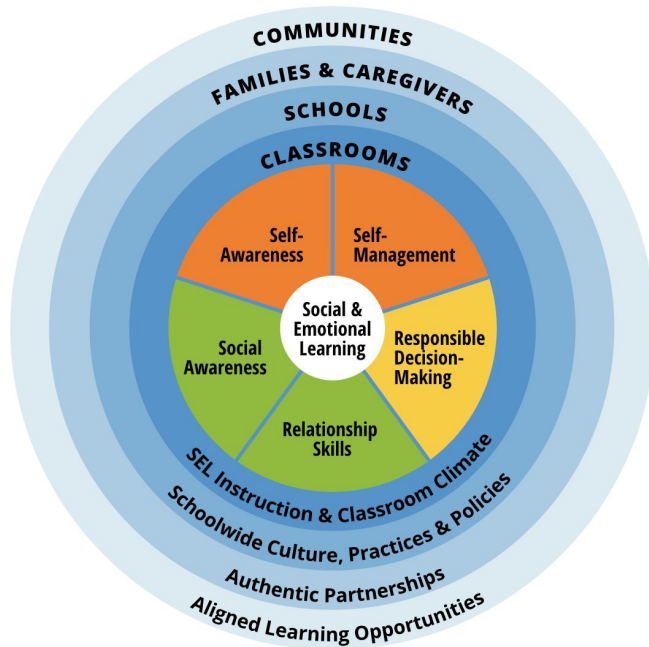 COMMUNITIES
FAMILIES & CAREGIVERS
SCHOOLS
CLASSROOMS
Self-
Awareness
Self-
Management
Social &
Emotional
Learning
Social
Awareness
Responsible
Decision-
Making
Relationship
Skills
SEL Instruction & Classroom Climate
Schoolwide Culture, Practices & Policies
Authentic Partnerships
Aligned Learning Opportunities